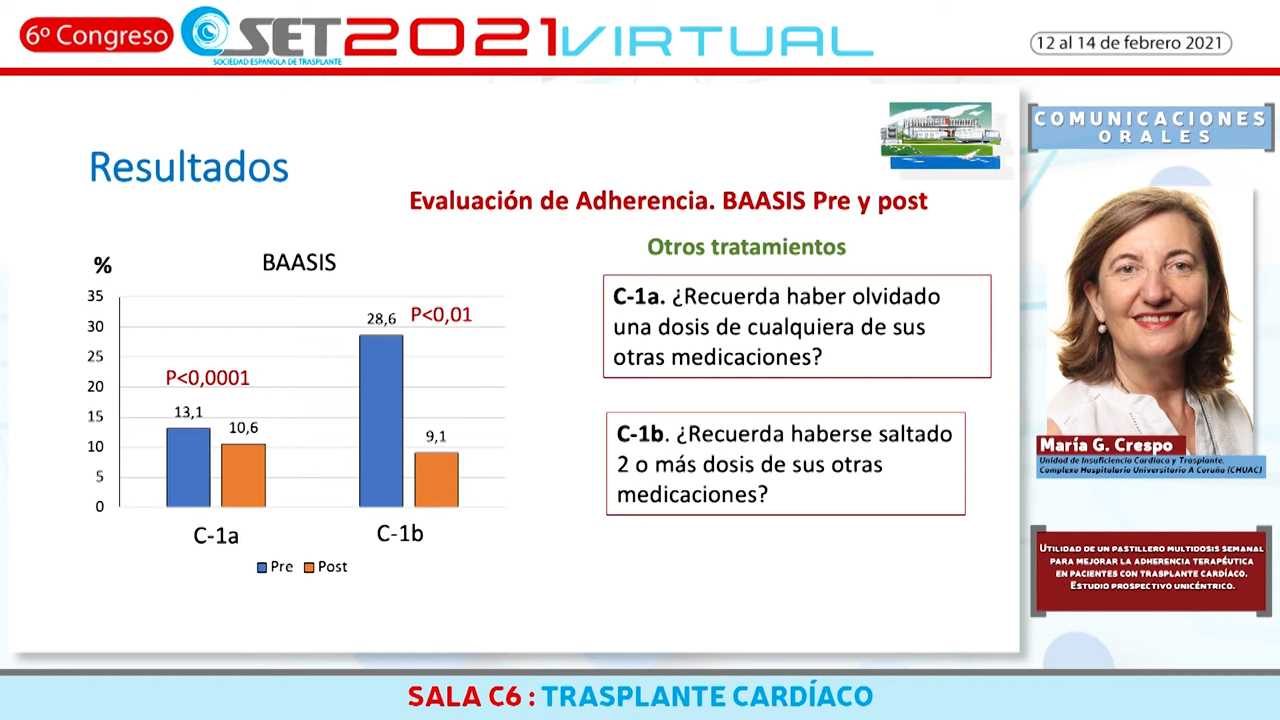 6º Congreso
SET 2021 VIRTUAL
SOCIEDAD ESPAÑOLA DE TRASPLANTE
12 al 14 de febrero 2021
Resultados
Evaluación de Adherencia. BAASIS Pre y post
Otros tratamientos
%
BAASIS
35
30
25
20
15
10
5
0
P<0,0001
13,1
10,6
28,6
P<0,01
9,1
C-1a
C-1b
Pre
Post
C-1a. ¿Recuerda haber olvidado
una dosis de cualquiera de sus
otras medicaciones?
C-1b. ¿Recuerda haberse saltado
2 o más dosis de sus otras
medicaciones?
COMUNICACIONES
ORALES
María G. Crespo
Unidad de Insuficiencia Cardíaca y Trasplante.
Complexo Hospitalario Universitario A Coruña (CHUAC)
UTILIDAD DE UN PASTILLERO MULTIDOSIS SEMANAL
PARA MEJORAR LA ADHERENCIA TERAPÉUTICA
EN PACIENTES CON TRASPLANTE CARDÍACO.
ESTUDIO PROSPECTIVO UNICÉNTRICO.
SALA C6 : TRASPLANTE CARDÍACO